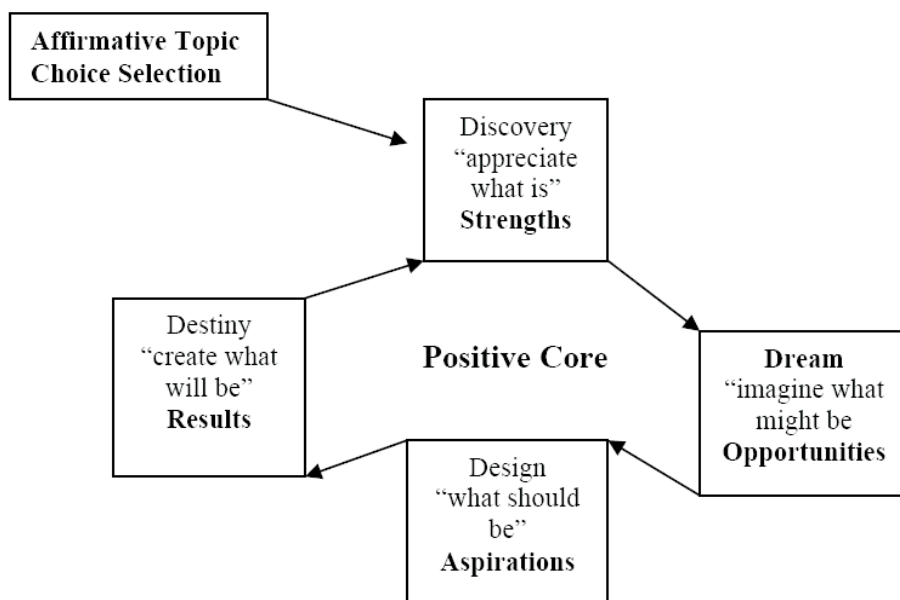 Affirmative Topic
Choice Selection
Discovery
“appreciate
what is”
Strengths
Destiny
“create what
will be”
Results
Positive Core
Dream
“imagine what
might be
Opportunities
Design
“what should
be”
Aspirations